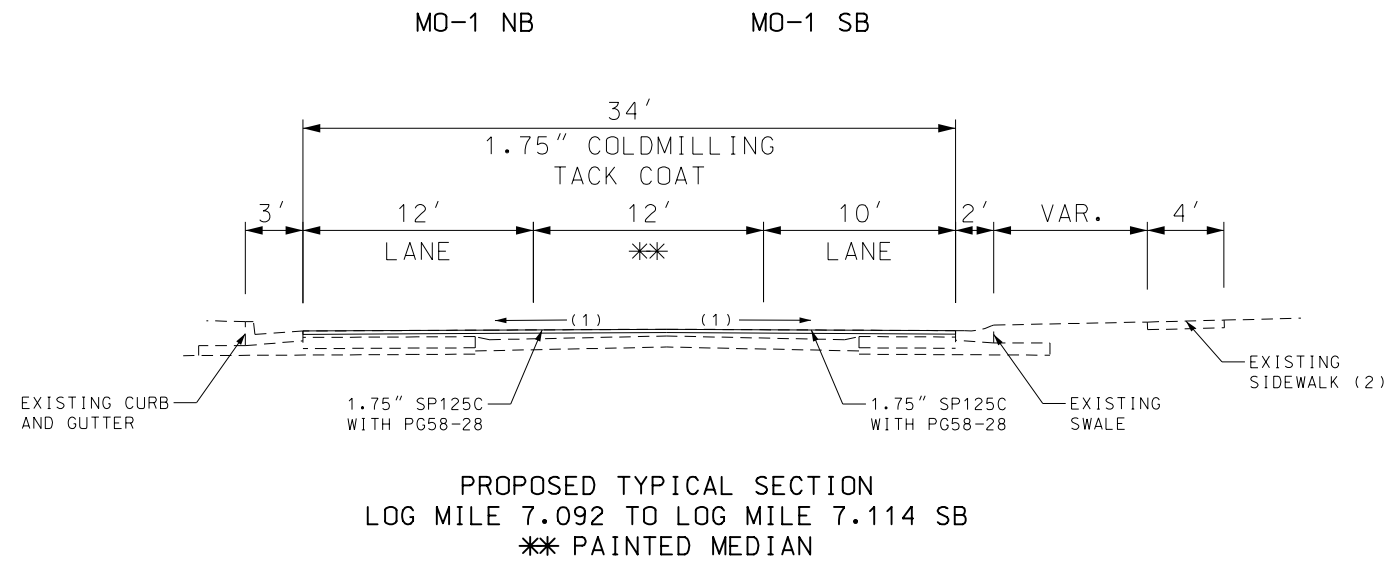 MO-1 NB
MO-1 SB
34'
1.75" COLDMILLING
TACK COAT
3'
12'
12'
10'
2'
VAR.
4'
LANE
**
LANE
(1)
(1)
EXISTING CURB
AND GUTTER
1.75" SP125C
WITH PG58-28
1.75" SP125C
WITH PG58-28
EXISTING
SWALE
EXISTING
SIDEWALK (2)
PROPOSED TYPICAL SECTION
LOG MILE 7.092 TO LOG MILE 7.114 SB
** PAINTED MEDIAN